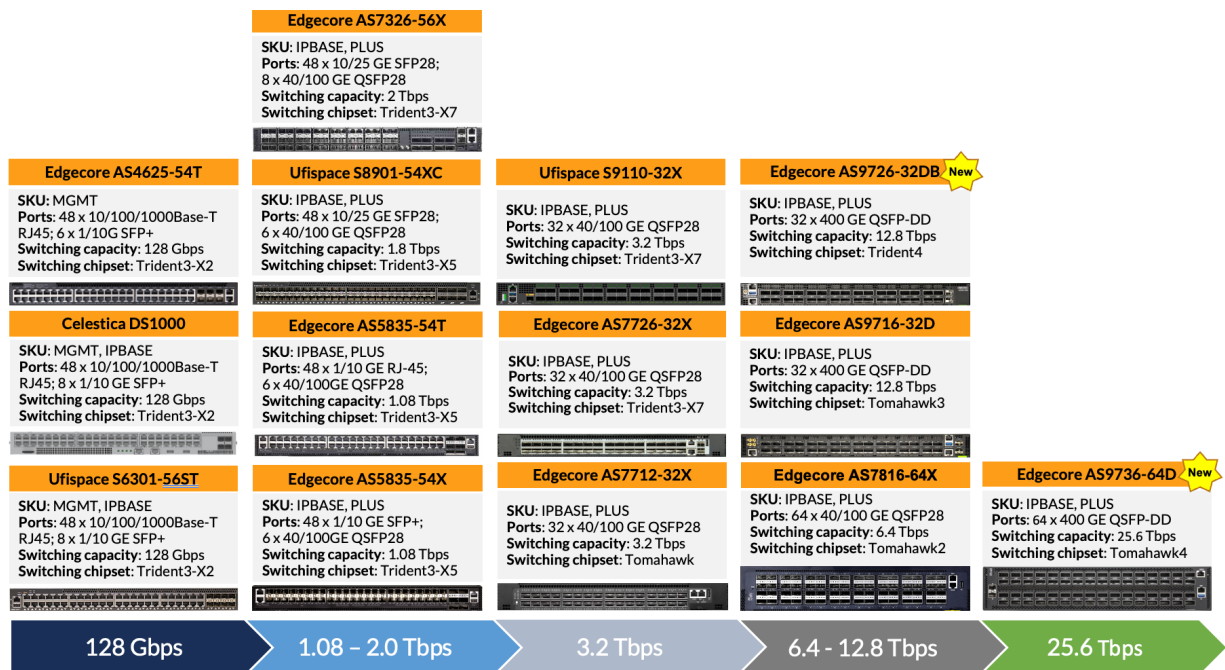 Edgecore AS7326-56X
SKU: IPBASE, PLUS
Ports: 48 x 10/25 GE SFP28;
8 x 40/100 GE QSFP28
Switching capacity: 2 Tbps
Switching chipset: Trident3-X7
Edgecore AS4625-54T
SKU: MGMT
Ports: 48 x 10/100/1000Base-T
RJ45; 6 x 1/10G SFP+
Switching capacity: 128 Gbps
Switching chipset: Trident3-X2
Ufispace S8901-54XC
SKU: IPBASE, PLUS
Ports: 48 x 10/25 GE SFP28;
6 x 40/100 GE QSFP28
Switching capacity: 1.8 Tbps
Switching chipset: Trident3-X5
Ufispace S9110-32X
SKU: IPBASE, PLUS
Ports: 32 x 40/100 GE QSFP28
Switching capacity: 3.2 Tbps
Switching chipset: Trident3-X7
Edgecore AS9726-32DB
New
SKU: IPBASE, PLUS
Ports: 32 x 400 GE QSFP-DD
Switching capacity: 12.8 Tbps
Switching chipset: Trident4
Celestica DS1000
SKU: MGMT, IPBASE
Ports: 48 x 10/100/1000Base-T
RJ45; 8 x 1/10 GE SFP+
Switching capacity: 128 Gbps
Switching chipset: Trident3-X2
Edgecore AS5835-54T
SKU: IPBASE, PLUS
Ports: 48 x 1/10 GE RJ-45;
6 x 40/100GE QSFP28
Switching capacity: 1.08 Tbps
Switching chipset: Trident3-X5
Edgecore AS7726-32X
SKU: IPBASE, PLUS
Ports: 32 x 40/100 GE QSFP28
Switching capacity: 3.2 Tbps
Switching chipset: Trident3-X7
Edgecore AS9716-32D
SKU: IPBASE, PLUS
Ports: 32 x 400 GE QSFP-DD
Switching capacity: 12.8 Tbps
Switching chipset: Tomahawk3
Ufispace S6301-56ST
SKU: MGMT, IPBASE
Ports: 48 x 10/100/1000Base-T
RJ45; 8 x 1/10 GE SFP+
Switching capacity: 128 Gbps
Switching chipset: Trident3-X2
Edgecore AS5835-54X
SKU: IPBASE, PLUS
Ports: 48 x 1/10 GE SFP+;
6 x 40/100GE QSFP28
Switching capacity: 1.08 Tbps
Switching chipset: Trident3-X5
Edgecore AS7712-32X
SKU: IPBASE, PLUS
Ports: 32 x 40/100 GE QSFP28
Switching capacity: 3.2 Tbps
Switching chipset: Tomahawk
Edgecore AS7816-64X
SKU: IPBASE, PLUS
Ports: 64 x 40/100 GE QSFP28
Switching capacity: 6.4 Tbps
Switching chipset: Tomahawk2
Edgecore AS9736-64D
New
SKU: IPBASE, PLUS
Ports: 64 x 400 GE QSFP-DD
Switching capacity: 25.6 Tbps
Switching chipset: Tomahawk4
128 Gbps
1.08 – 2.0 Tbps
3.2 Tbps
6.4 - 12.8 Tbps
25.6 Tbps